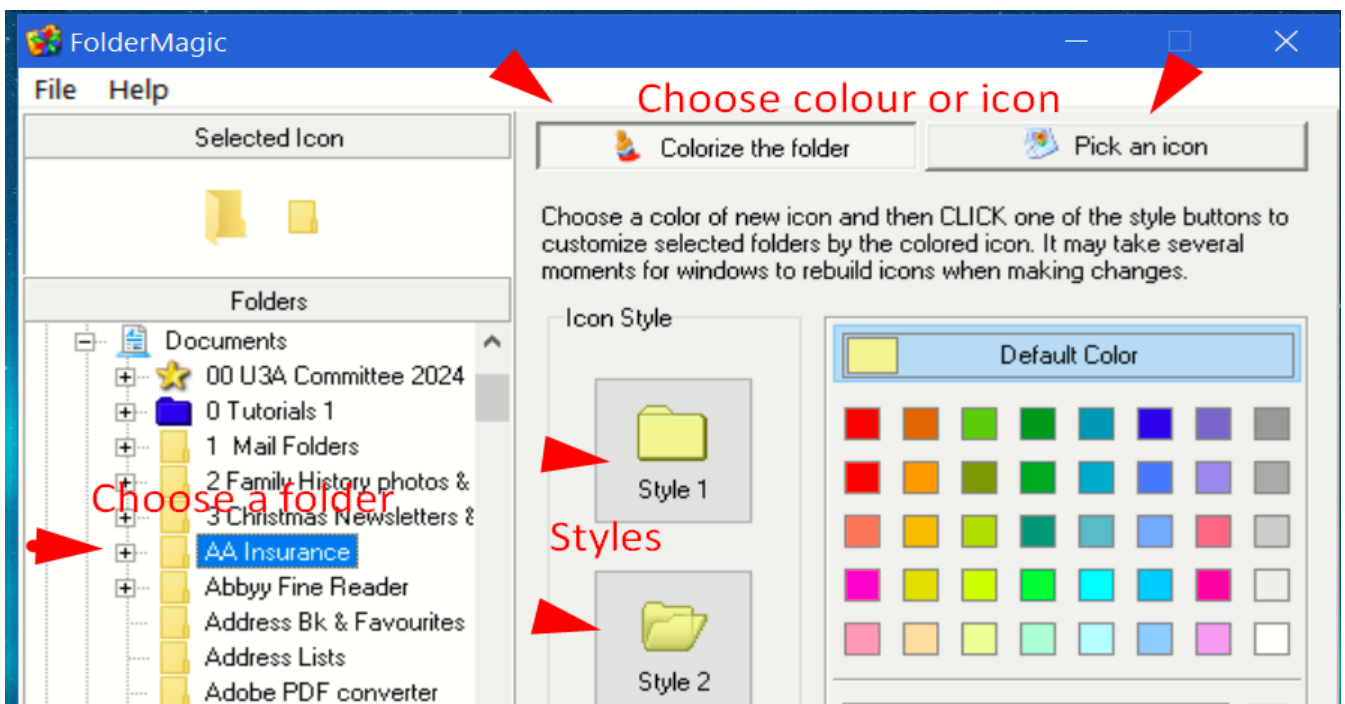 FolderMagic
File Help
Choose colour or icon
Selected Icon
Colorize the folder
Pick an icon
Choose a color of new icon and then CLICK one of the style buttons to
customize selected folders by the colored icon. It may take several
moments for windows to rebuild icons when making changes.
Folders
Documents
00 U3A Committee 2024
0 Tutorials 1
1 Mail Folders
2 Family History photos &
Choose a folder
3 Christmas Newsletters &
AA Insurance
Abbyy Fine Reader
Address Bk & Favourites
Address Lists
Adobe PDF converter
Icon Style
Style 1
Styles
Style 2
Default Color